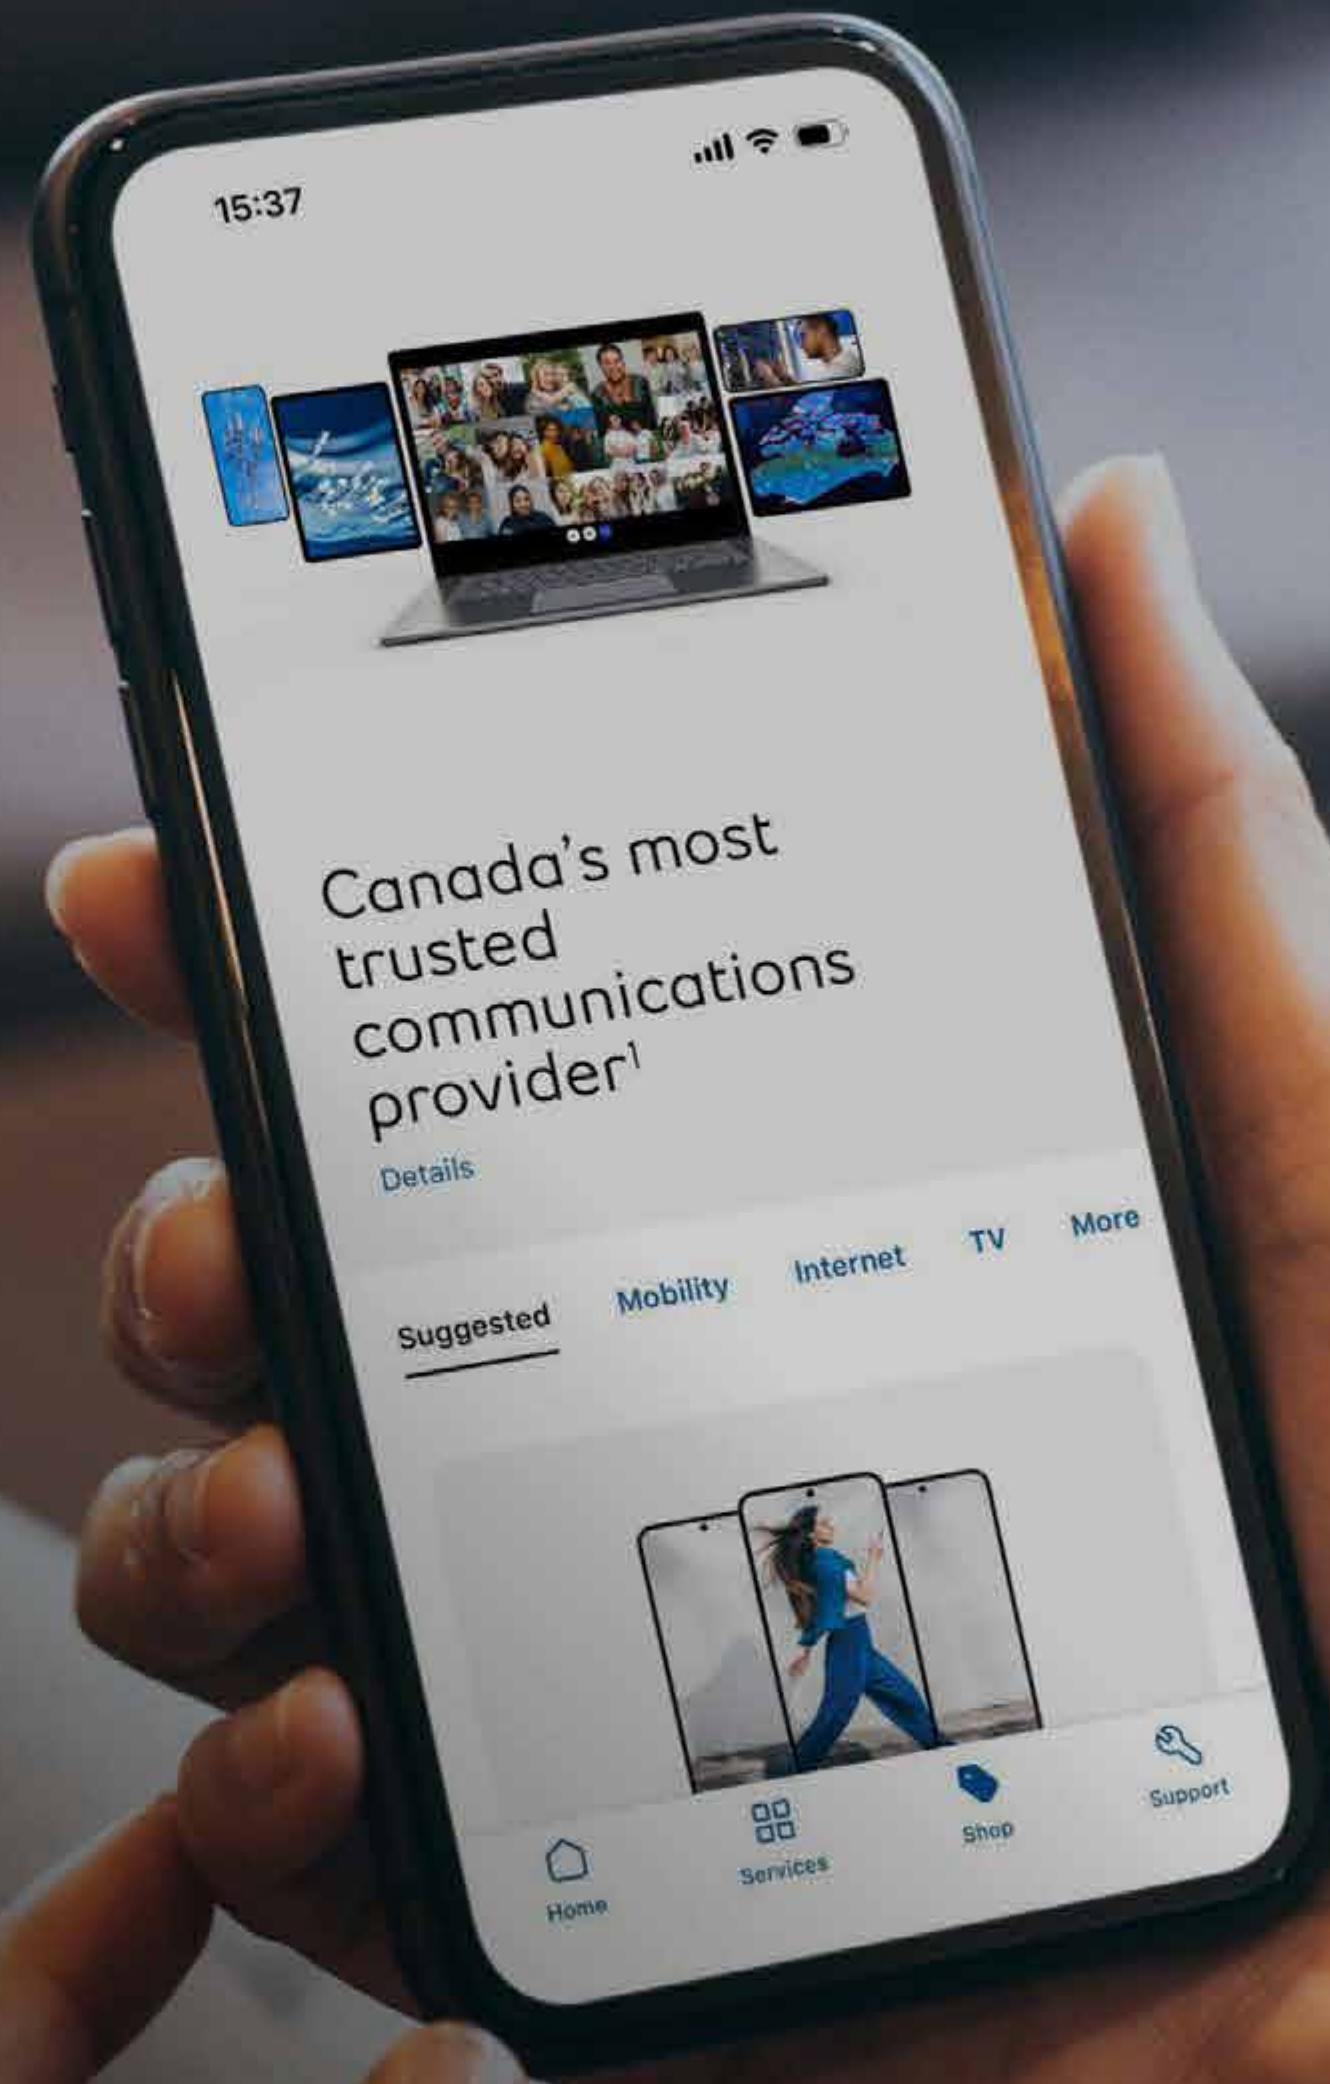 15:37
Canada's most
trusted
communications
provider¹
Details
Suggested Mobility Internet TV More
Home Services Shop Support